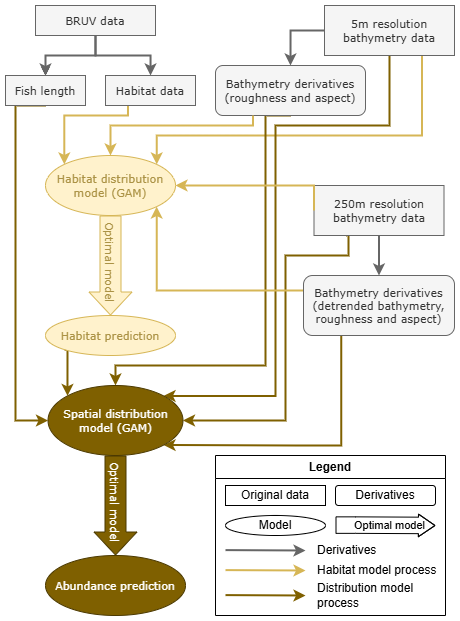 BRUV data
5m resolution
bathymetry data
Fish length
Habitat data
Bathymetry derivatives
(roughness and aspect)
Habitat distribution
model (GAM)
250m resolution
bathymetry data
Optimal model
Bathymetry derivatives
(detrended bathymetry,
roughness and aspect)
Habitat prediction
Spatial distribution
model (GAM)
Optimal model
Abundance prediction
Legend
Original data
Derivatives
Model
Optimal model
Derivatives
Habitat model process
Distribution model
process